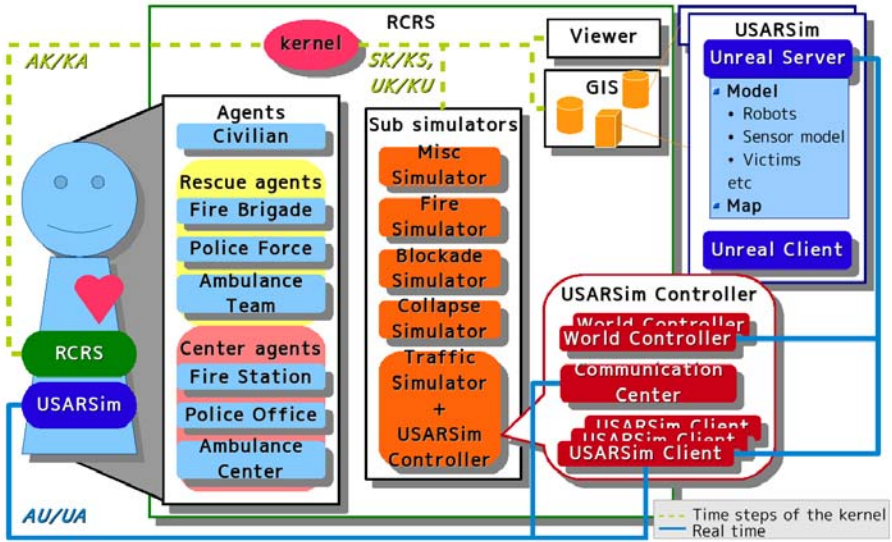 RCRS
kernel
AK/KA
SK/KS,
UK/KU
Viewer
GIS
USARSim
Unreal Server
Model
• Robots
• Sensor model
• Victims
etc
Map
Unreal Client
Agents
Civilian
Rescue agents
Fire Brigade
Police Force
Ambulance
Team
Center agents
Fire Station
Police Office
Ambulance
Center
Sub simulators
Misc
Simulator
Fire
Simulator
Blockade
Simulator
Collapse
Simulator
Traffic
Simulator
+
USARSim
Controller
USARSim Controller
World Controller
World Controller
Communication
Center
USARSim Client
USARSim Client
USARSim Client
RCRS
USARSim
AU/UA
Time steps of the kernel
Real time